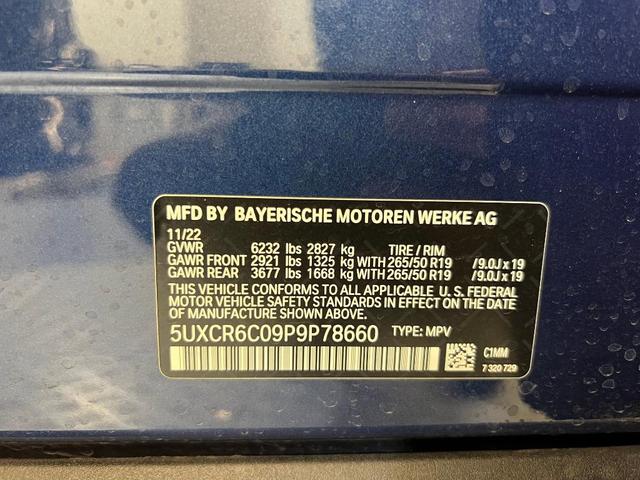 MFD BY BAYERISCHE MOTOREN WERKE AG
11/22
GVWR 6232 lbs 2827 kg TIRE / RIM
GAWR FRONT 2921 lbs 1325 kg WITH 265/50 R19 /9.0J x 19
GAWR REAR 3677 lbs 1668 kg WITH 265/50 R19 /9.0J x 19
THIS VEHICLE CONFORMS TO ALL APPLICABLE U.S. FEDERAL
MOTOR VEHICLE SAFETY STANDARDS IN EFFECT ON THE DATE
OF MANUFACTURE SHOWN ABOVE.
5UXCR6C09P9P78660 TYPE: MPV
C1MM
7 320 729